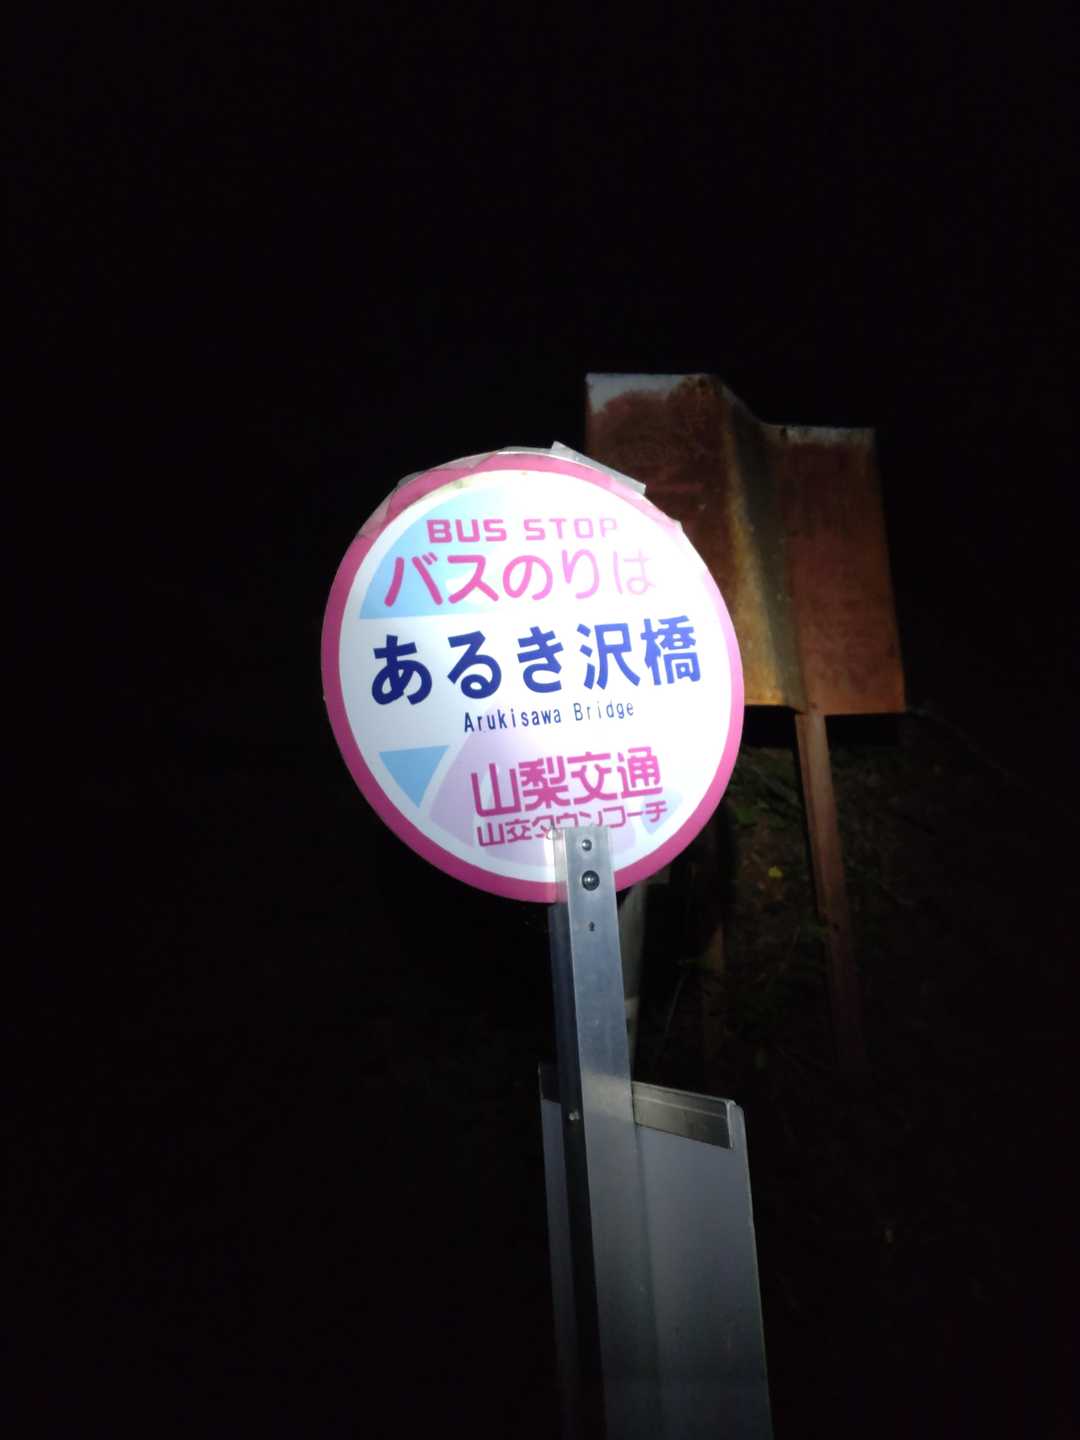 BUS STOP
バスのりば
あるき沢橋
Arukisawa Bridge
山梨交通
山交タウンコーチ